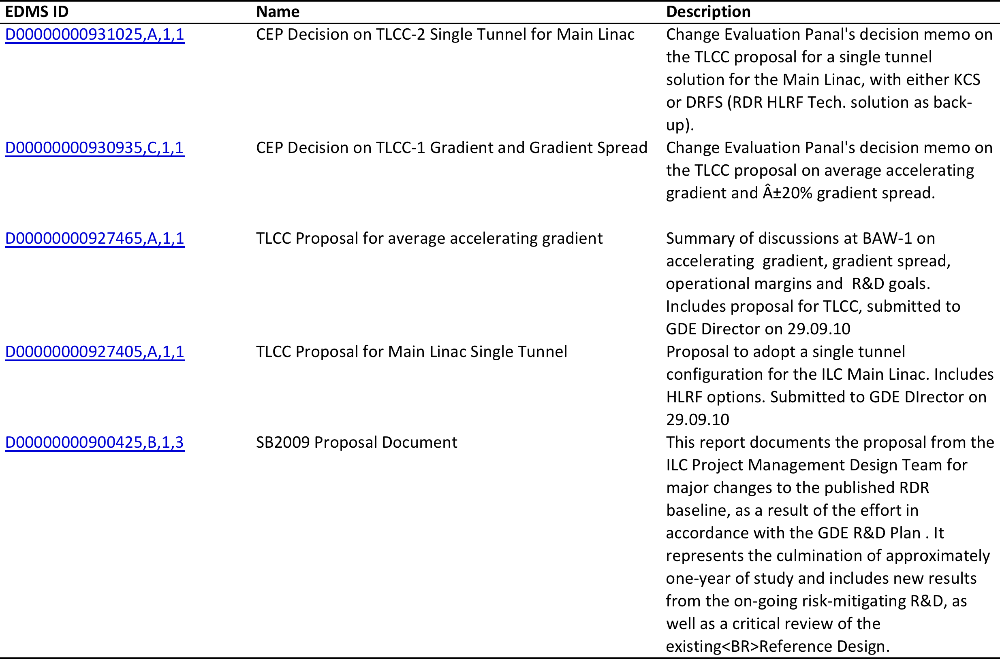 EDMS ID Name Description
D00000000931025,A,1,1 CEP Decision on TLCC-2 Single Tunnel for Main Linac Change Evaluation Panal's decision memo on
the TLCC proposal for a single tunnel
solution for the Main Linac, with either KCS
or DRFS (RDR HLRF Tech. solution as back-
up).
D00000000930935,C,1,1 CEP Decision on TLCC-1 Gradient and Gradient Spread Change Evaluation Panal's decision memo on
the TLCC proposal on average accelerating
gradient and Â±20% gradient spread.
D00000000927465,A,1,1 TLCC Proposal for average accelerating gradient Summary of discussions at BAW-1 on
accelerating  gradient, gradient spread,
operational margins and  R&D goals.
Includes proposal for TLCC, submitted to
GDE Director on 29.09.10
D00000000927405,A,1,1 TLCC Proposal for Main Linac Single Tunnel Proposal to adopt a single tunnel
configuration for the ILC Main Linac. Includes
HLRF options. Submitted to GDE DIrector on
29.09.10
D00000000900425,B,1,3 SB2009 Proposal Document This report documents the proposal from the
ILC Project Management Design Team for
major changes to the published RDR
baseline, as a result of the effort in
accordance with the GDE R&D Plan . It
represents the culmination of approximately
one-year of study and includes new results
from the on-going risk-mitigating R&D, as
well as a critical review of the
existing<BR>Reference Design.